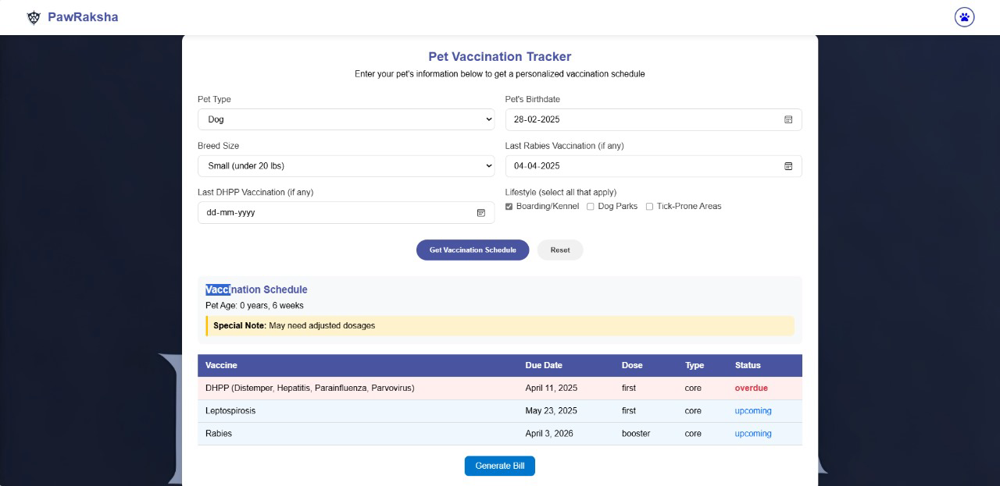 PawRaksha
Pet Vaccination Tracker
Enter your pet's information below to get a personalized vaccination schedule
Pet Type
Pet's Birthdate
Dog
28-02-2025
Breed Size
Last Rabies Vaccination (if any)
Small (under 20 lbs)
04-04-2025
Last DHPP Vaccination (if any)
Lifestyle (select all that apply)
Boarding/Kennel Dog Parks Tick-Prone Areas
dd-mm-yyyy
Get Vaccination Schedule Reset
Vaccination Schedule
Pet Age: 0 years, 6 weeks
Special Note: May need adjusted dosages
Vaccine Due Date Dose Type Status
DHPP (Distemper, Hepatitis, Parainfluenza, Parvovirus) April 11, 2025 first core overdue
Leptospirosis May 23, 2025 first core upcoming
Rabies April 3, 2026 booster core upcoming
Generate Bill